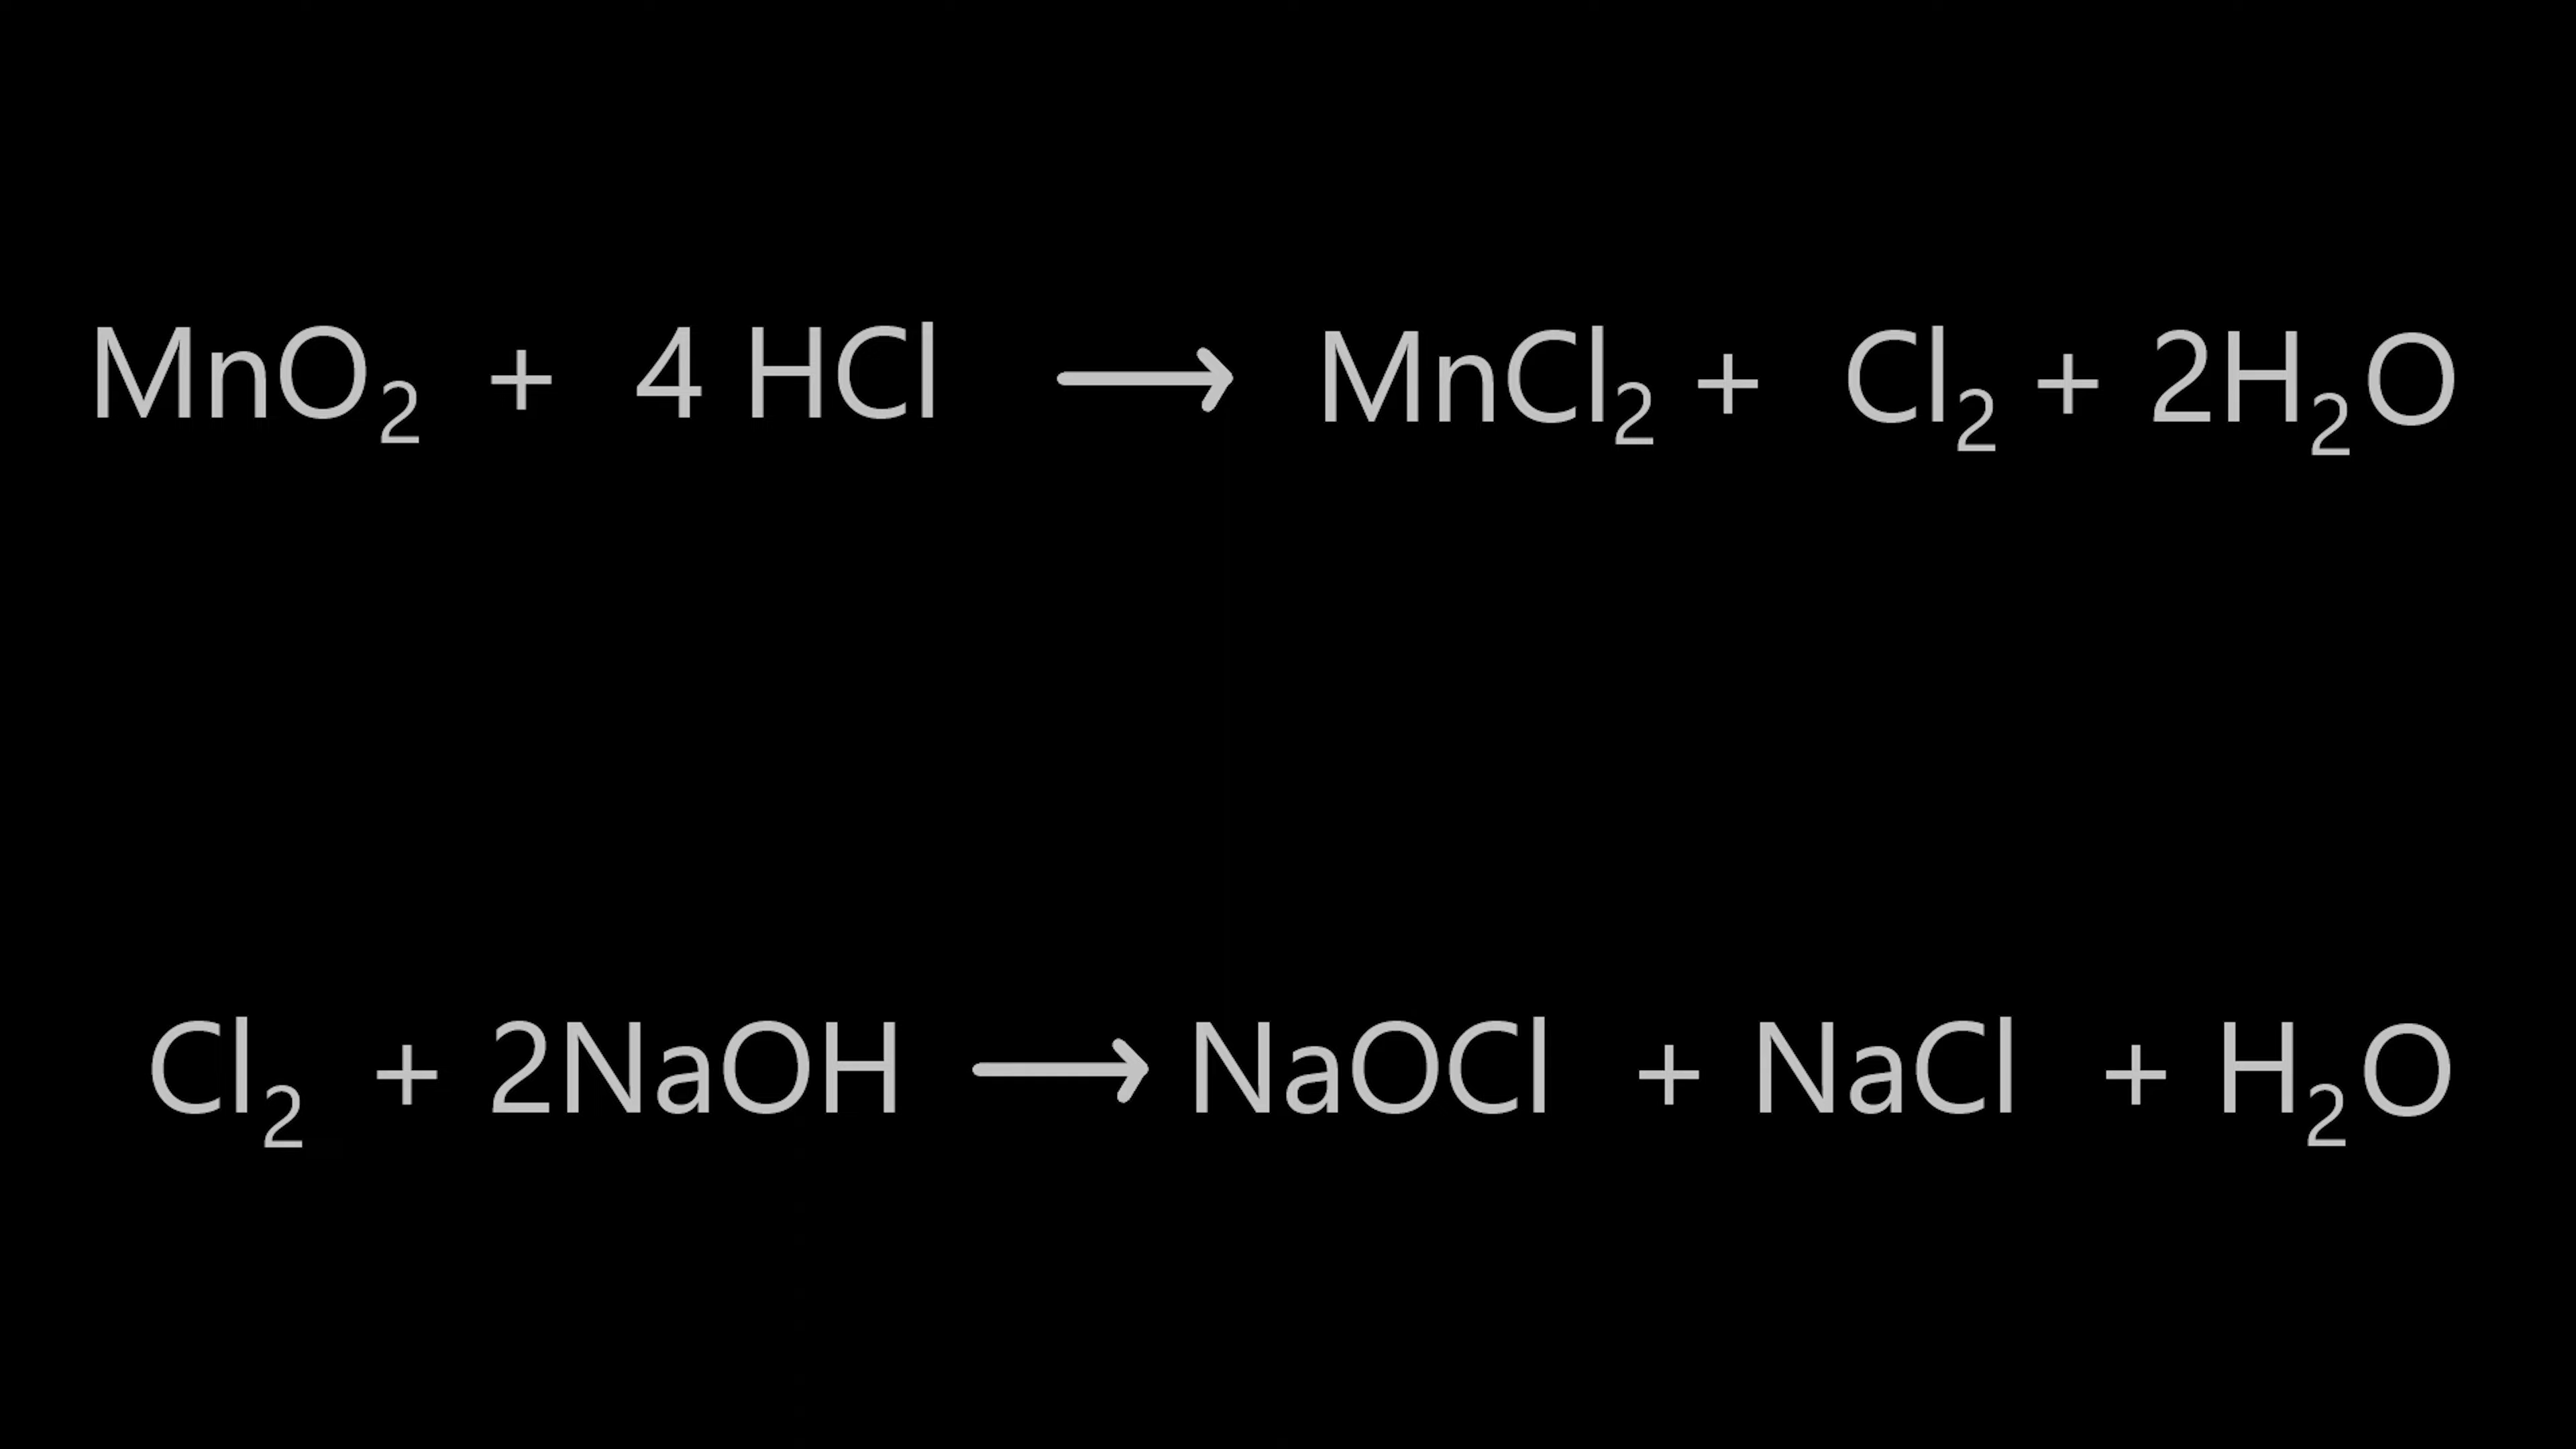 MnO₂ + 4 HCl ⟶ MnCl₂ + Cl₂ + 2H₂O
Cl₂ + 2NaOH ⟶ NaOCl + NaCl + H₂O